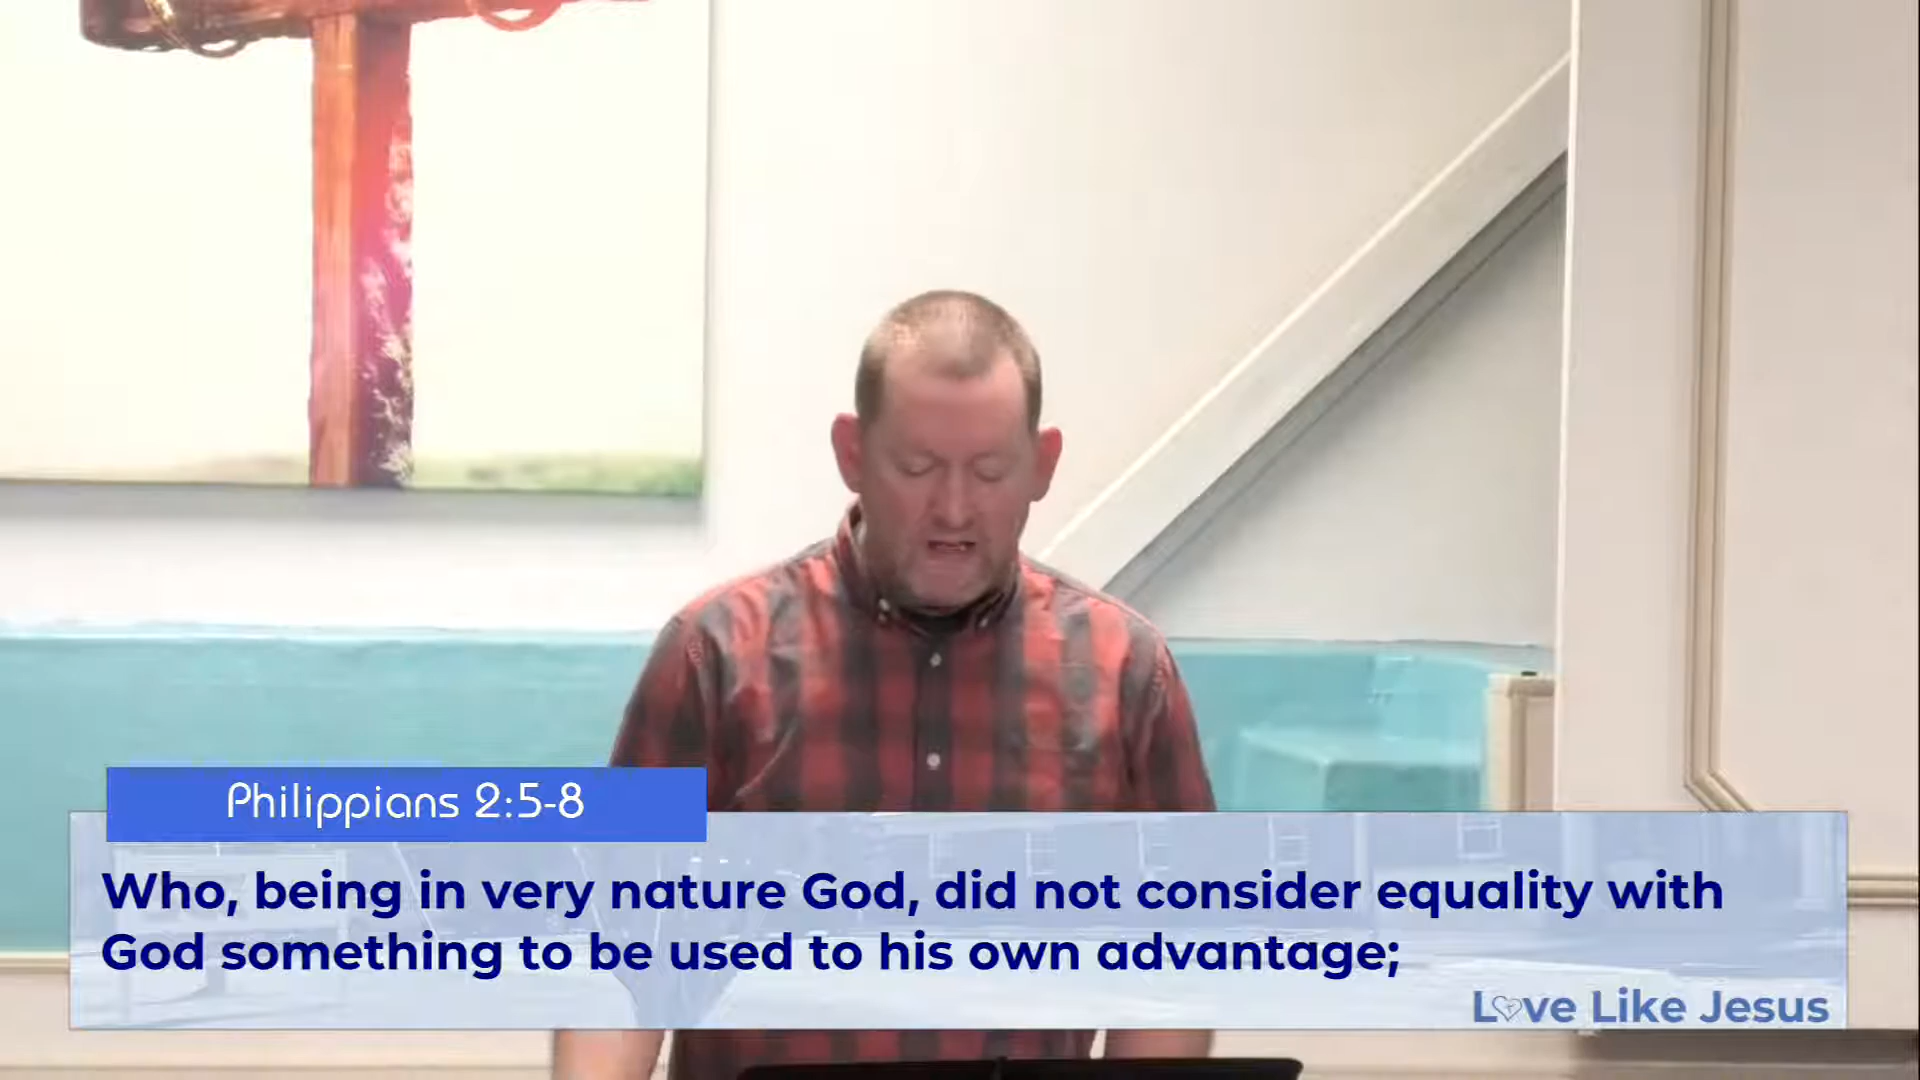 Philippians 2:5-8
Who, being in very nature God, did not consider equality with
God something to be used to his own advantage;
Love Like Jesus